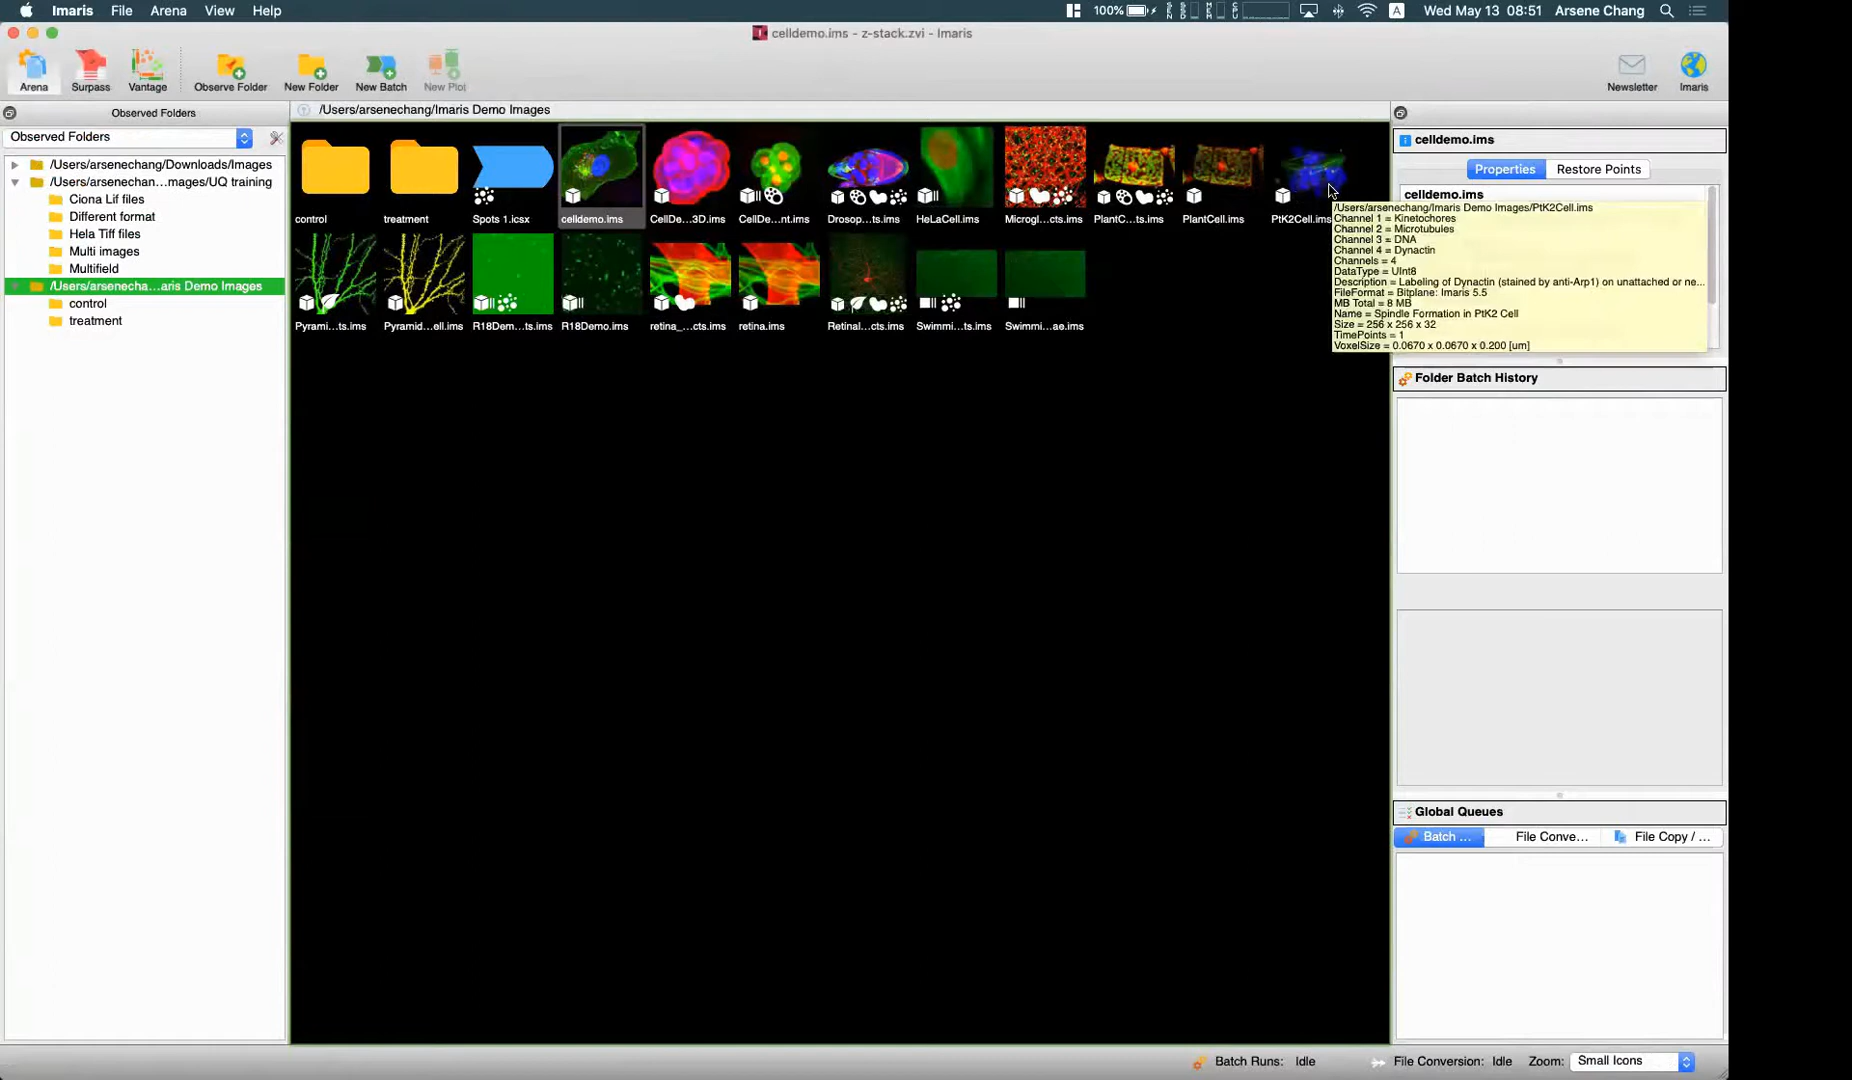 Imaris File Arena View Help
100% A Wed May 13 08:51 Arsene Chang
celldemo.ims - z-stack.zvi - Imaris
Arena Surpass Vantage Observe Folder New Folder New Batch New Plot Newsletter Imaris
Observed Folders
/Users/arsenechang/Imaris Demo Images
Observed Folders
/Users/arsenechang/Downloads/Images
/Users/arsenechan...mages/UQ training
Ciona Lif files
Different format
Hela Tiff files
Multi images
Multifield
/Users/arsenecha...aris Demo Images
control
treatment
control treatment Spots 1.icsx celldemo.ims CellDe...3D.ims CellDe...nt.ims Drosop...ts.ims HeLaCell.ims Microgl...cts.ims PlantC...ts.ims PlantCell.ims PtK2Cell.ims
Pyrami...ts.ims Pyramid...ell.ims R18Dem...ts.ims R18Demo.ims retina_...cts.ims retina.ims Retinal...cts.ims Swimmi...ts.ims Swimmi...ae.ims
celldemo.ims
Properties Restore Points
celldemo.ims
/Users/arsenechang/Imaris Demo Images/PtK2Cell.ims
Channel 1 = Kinetochores
Channel 2 = Microtubules
Channel 3 = DNA
Channel 4 = Dynactin
Channels = 4
DataType = UInt8
Description = Labeling of Dynactin (stained by anti-Arp1) on unattached or ne...
FileFormat = Bitplane: Imaris 5.5
MB Total = 8 MB
Name = Spindle Formation in PtK2 Cell
Size = 256 x 256 x 32
TimePoints = 1
VoxelSize = 0.0670 x 0.0670 x 0.200 [um]
Folder Batch History
Global Queues
Batch ... File Conve... File Copy / ...
Batch Runs: Idle File Conversion: Idle Zoom: Small Icons